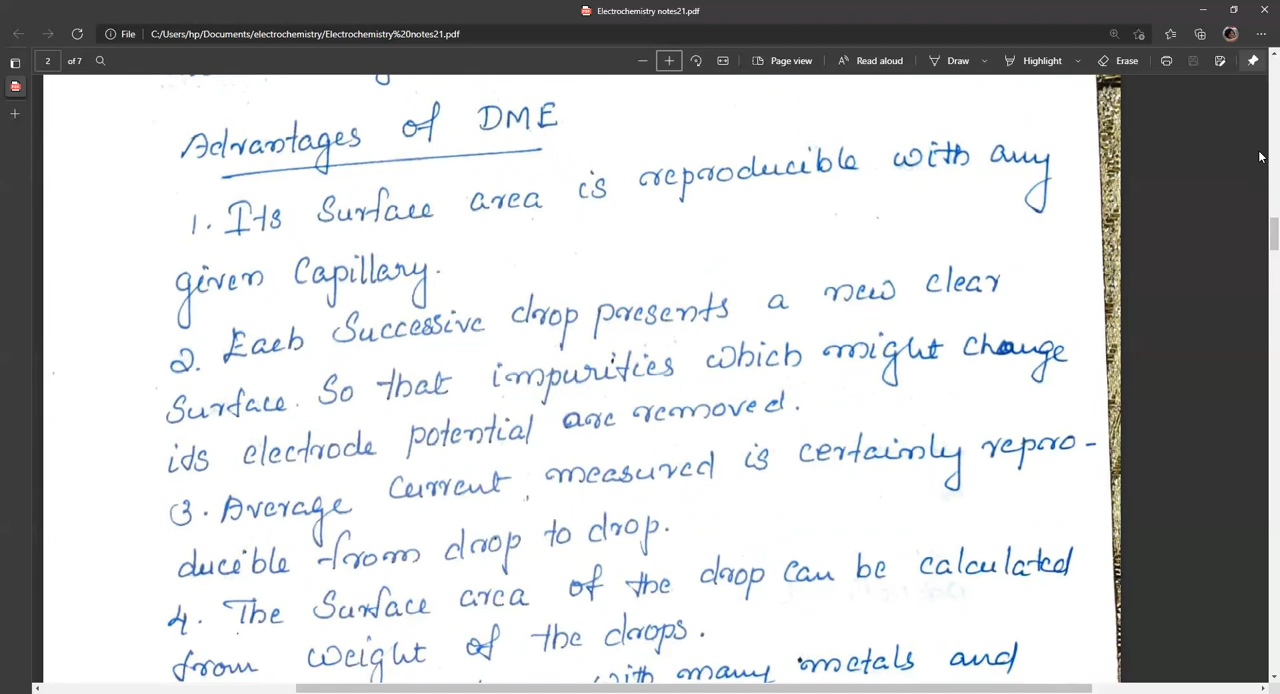 Electrochemistry notes21.pdf
File C:/Users/hp/Documents/electrochemistry/Electrochemistry%20notes21.pdf
2 of 7 Page view Read aloud Draw Highlight Erase
Advantages of DME
1. Its Surface area is reproducible with any
given Capillary.
2. Each Successive drop presents a new clear
Surface. So that impurities which might change
its electrode potential are removed.
3. Average Current, measured is certainly repro-
ducible from drop to drop.
4. The Surface area of the drop can be calculated
from weight of the drops.
with many metals and